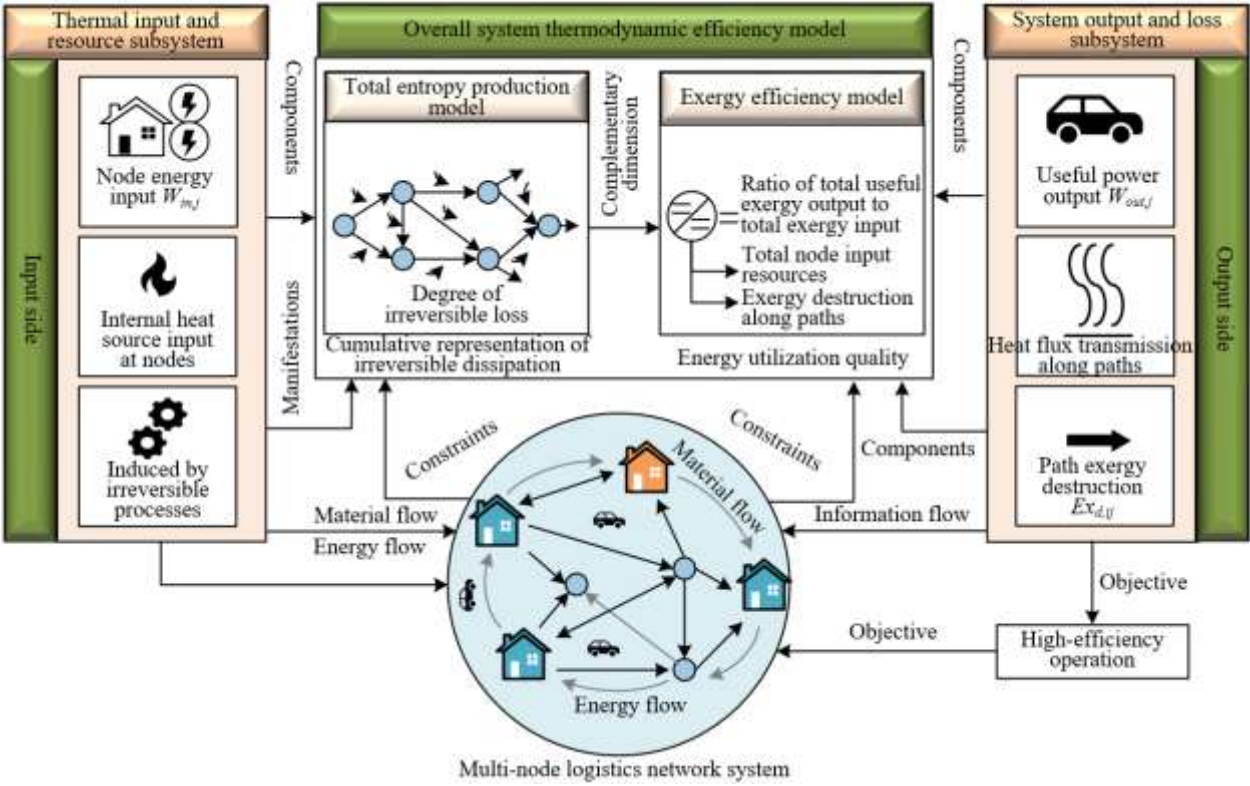 Thermal input and
resource subsystem
Input side
Node energy
input W_in,j
Internal heat
source input
at nodes
Induced by
irreversible
processes
Components
Manifestations
Overall system thermodynamic efficiency model
Total entropy production
model
Degree of
irreversible loss
Cumulative representation of
irreversible dissipation
Complementary
dimension
Exergy efficiency model
Ratio of total useful
exergy output to
total exergy input
Total node input
resources
Exergy destruction
along paths
Energy utilization quality
Components
System output and loss
subsystem
Output side
Useful power
output W_out,j
Heat flux transmission
along paths
Path exergy
destruction
Ex_d,ij
Constraints
Constraints
Components
Material flow
Energy flow
Material flow
Information flow
Energy flow
Objective
Objective
High-efficiency
operation
Multi-node logistics network system